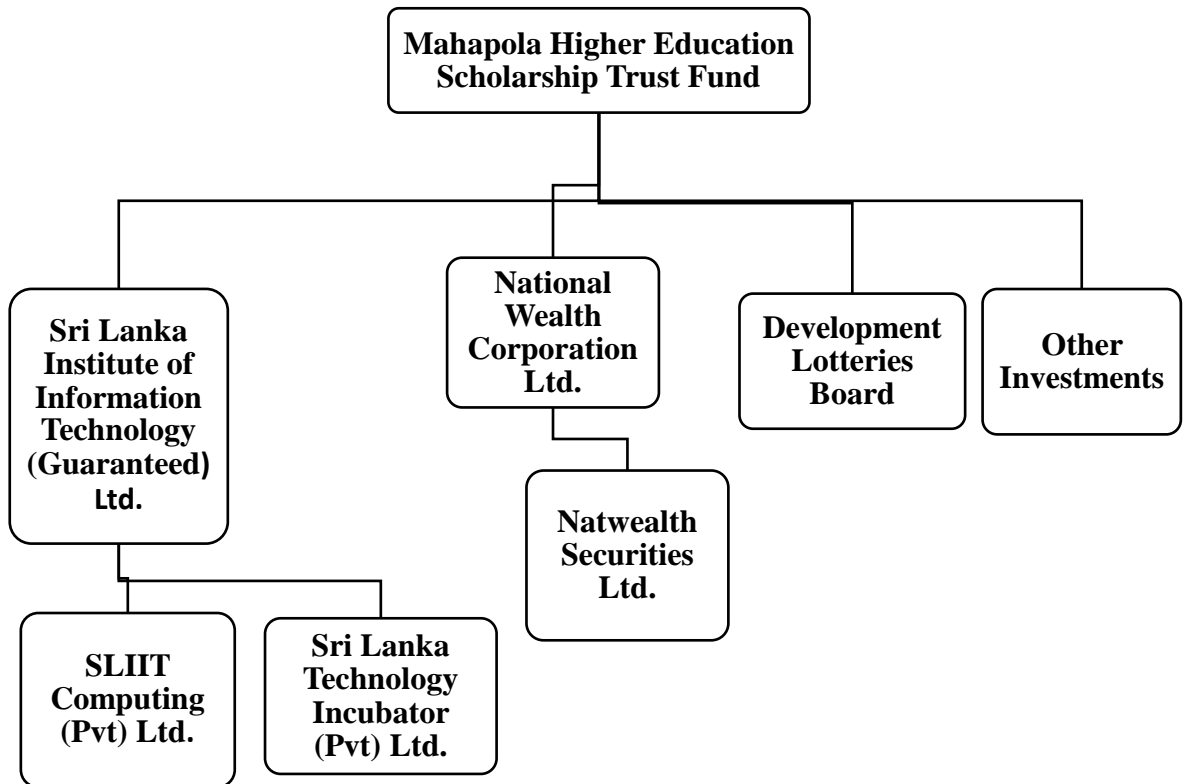 Mahapola Higher Education
Scholarship Trust Fund
Sri Lanka
Institute of
Information
Technology
(Guaranteed)
Ltd.
National
Wealth
Corporation
Ltd.
Development
Lotteries
Board
Other
Investments
SLIIT
Computing
(Pvt) Ltd.
Sri Lanka
Technology
Incubator
(Pvt) Ltd.
Natwealth
Securities
Ltd.